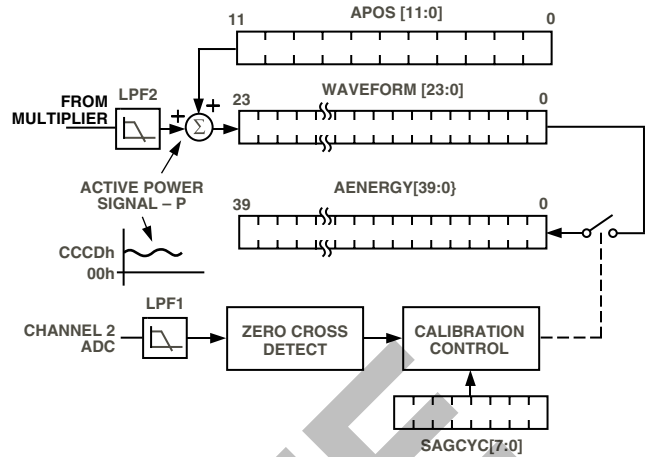 APOS [11:0]
11
0
LPF2
FROM
MULTIPLIER
+
+
Σ
WAVEFORM [23:0]
23
0
ACTIVE POWER
SIGNAL – P
AENERGY[39:0}
39
0
CCCDh
00h
LPF1
CHANNEL 2
ADC
ZERO CROSS
DETECT
CALIBRATION
CONTROL
SAGCYC[7:0]